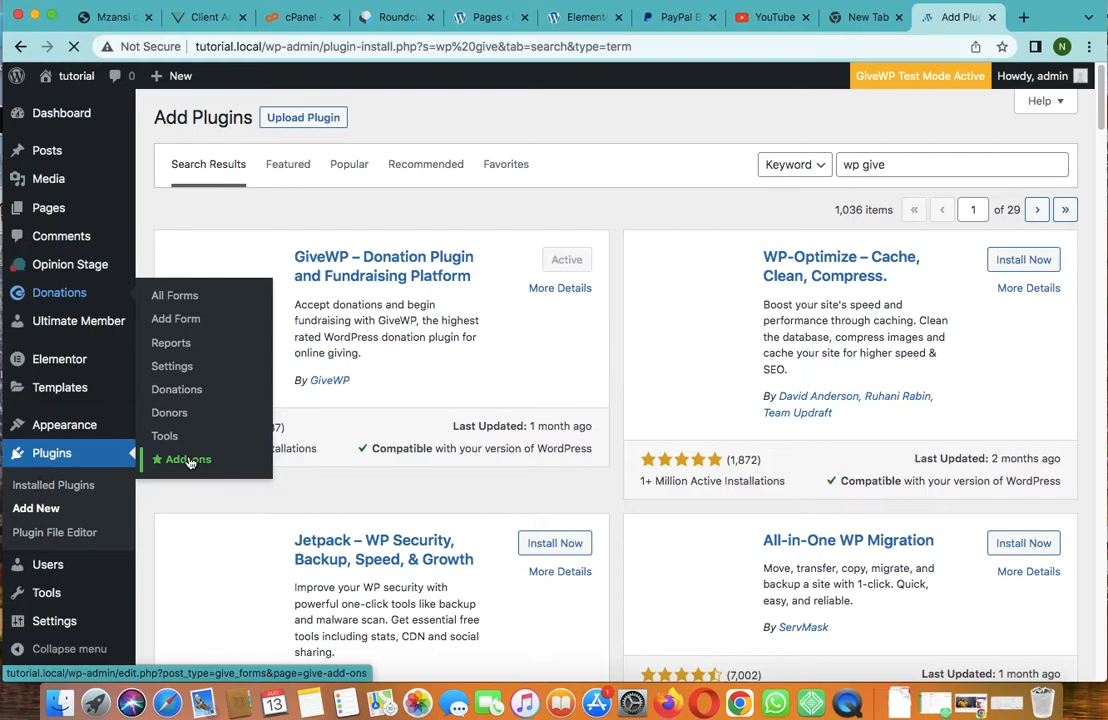 Mzansi c
Client Ar
cPanel -
Roundcu
Pages ‹
Element
PayPal B
YouTube
New Tab
Add Plug
Not Secure
tutorial.local/wp-admin/plugin-install.php?s=wp%20give&tab=search&type=term
N
tutorial
0
New
GiveWP Test Mode Active
Howdy, admin
Dashboard
Posts
Media
Pages
Comments
Opinion Stage
Donations
Ultimate Member
Elementor
Templates
Appearance
Plugins
Installed Plugins
Add New
Plugin File Editor
Users
Tools
Settings
Collapse menu
All Forms
Add Form
Reports
Settings
Donations
Donors
Tools
Add-ons
Add Plugins
Upload Plugin
Help
Search Results
Featured
Popular
Recommended
Favorites
Keyword
wp give
1,036 items
«
‹
1
of 29
›
»
GiveWP – Donation Plugin
and Fundraising Platform
Active
More Details
Accept donations and begin
fundraising with GiveWP, the highest
rated WordPress donation plugin for
online giving.
By GiveWP
37)
Last Updated: 1 month ago
allations
Compatible with your version of WordPress
WP-Optimize – Cache,
Clean, Compress.
Install Now
More Details
Boost your site's speed and
performance through caching. Clean
the database, compress images and
cache your site for higher speed &
SEO.
By David Anderson, Ruhani Rabin,
Team Updraft
(1,872)
Last Updated: 2 months ago
1+ Million Active Installations
Compatible with your version of WordPress
Jetpack – WP Security,
Backup, Speed, & Growth
Install Now
More Details
Improve your WP security with
powerful one-click tools like backup
and malware scan. Get essential free
tools including stats, CDN and social
sharing.
All-in-One WP Migration
Install Now
More Details
Move, transfer, copy, migrate, and
backup a site with 1-click. Quick,
easy, and reliable.
By ServMask
(7,002)
Last Updated: 1 month ago
tutorial.local/wp-admin/edit.php?post_type=give_forms&page=give-add-ons
AUG
13
1